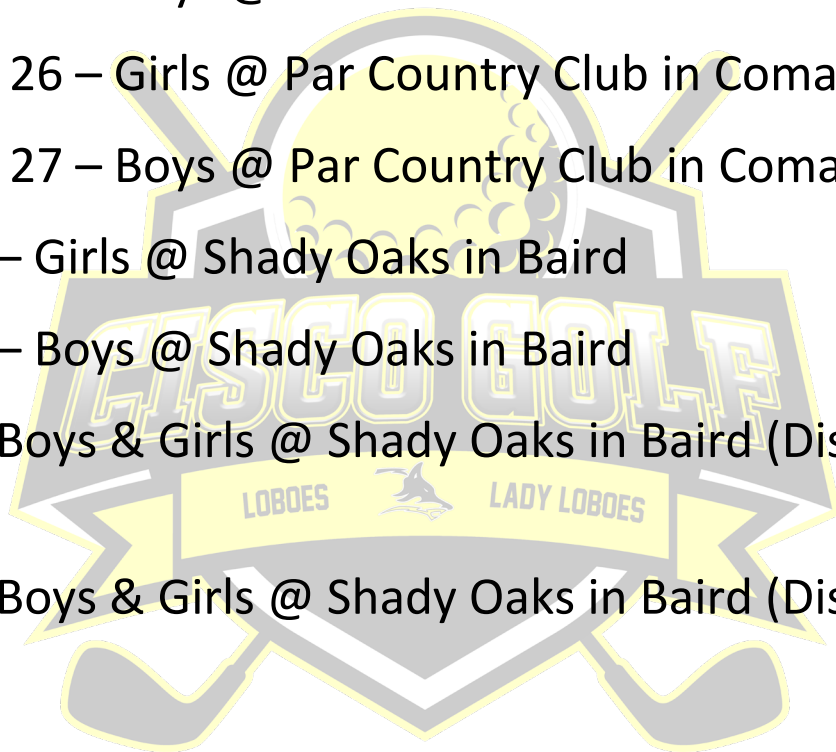 26 – Girls @ Par Country Club in Coma
27 – Boys @ Par Country Club in Coma
– Girls @ Shady Oaks in Baird
CISCO GOLF
– Boys @ Shady Oaks in Baird
Boys & Girls @ Shady Oaks in Baird (Dis
LOBOES LADY LOBOES
Boys & Girls @ Shady Oaks in Baird (Dis